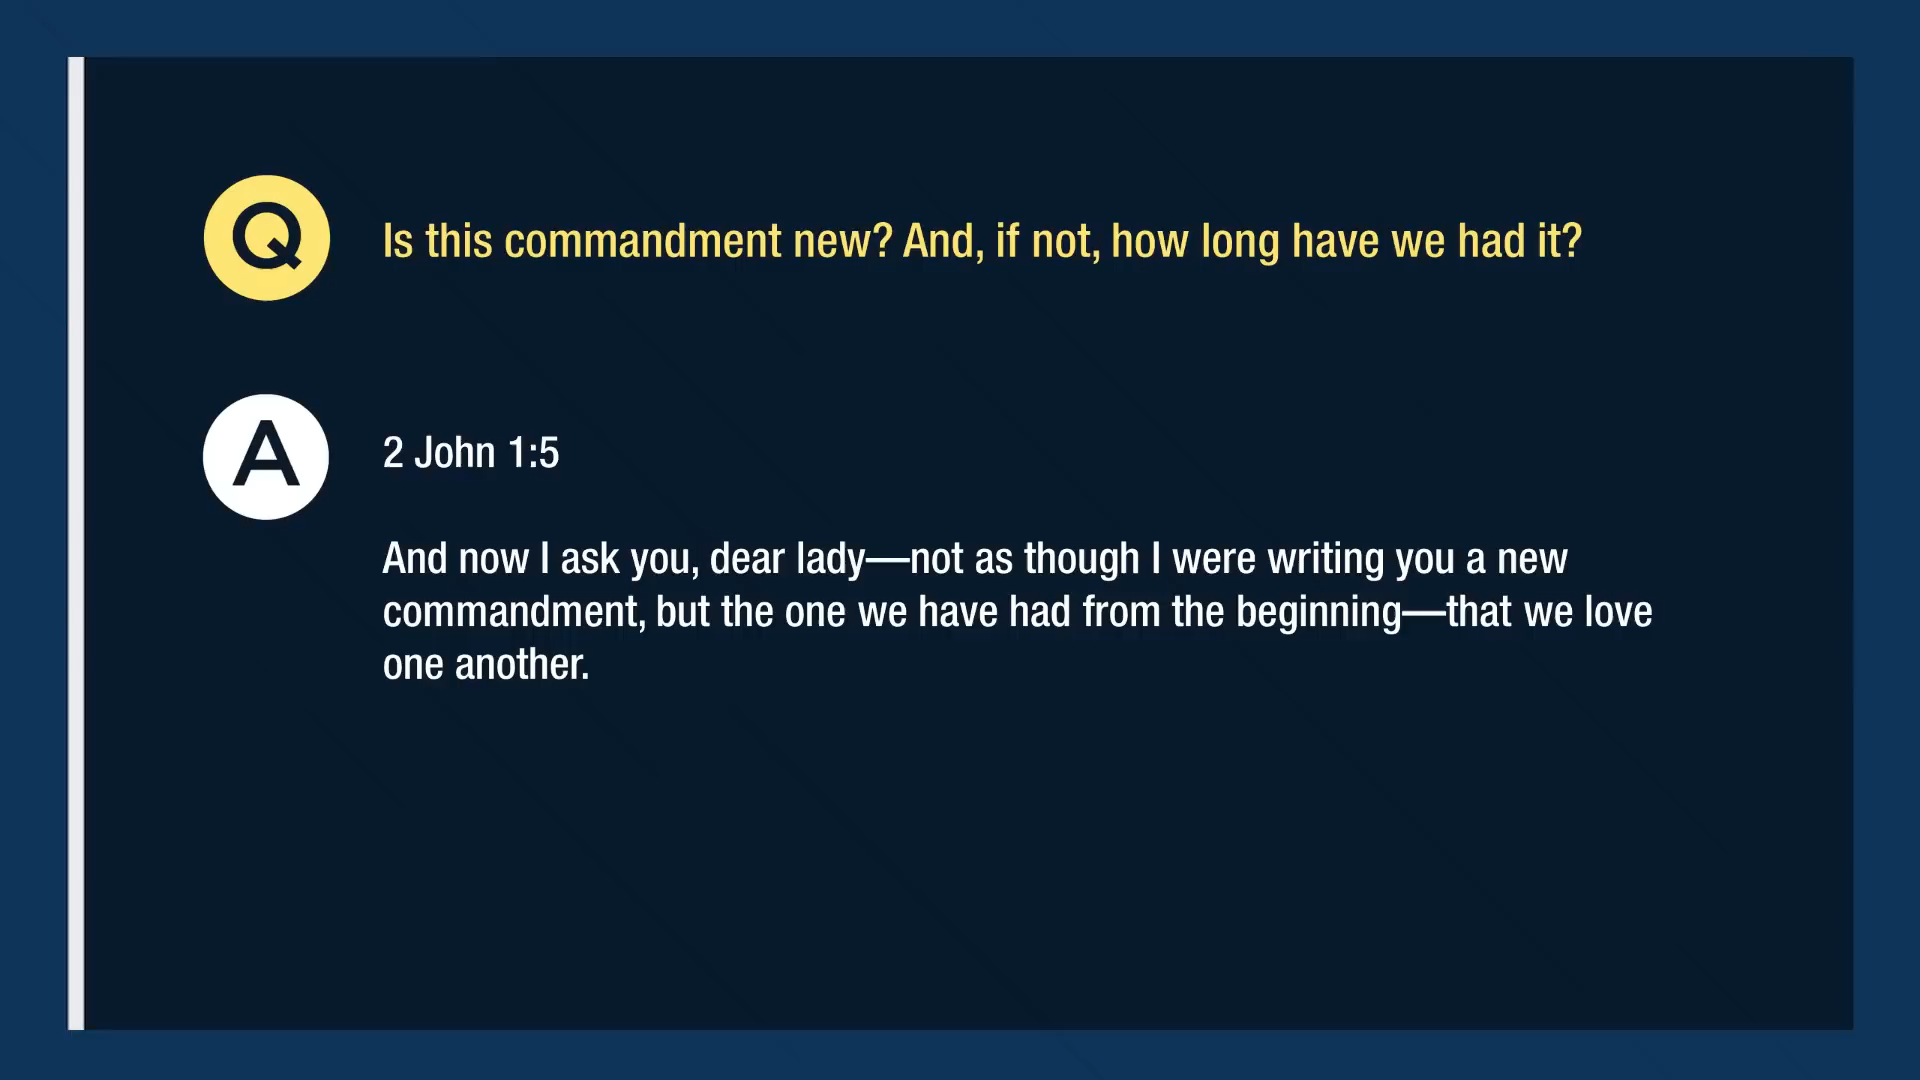 Q Is this commandment new? And, if not, how long have we had it?
A 2 John 1:5
And now I ask you, dear lady—not as though I were writing you a new
commandment, but the one we have had from the beginning—that we love
one another.